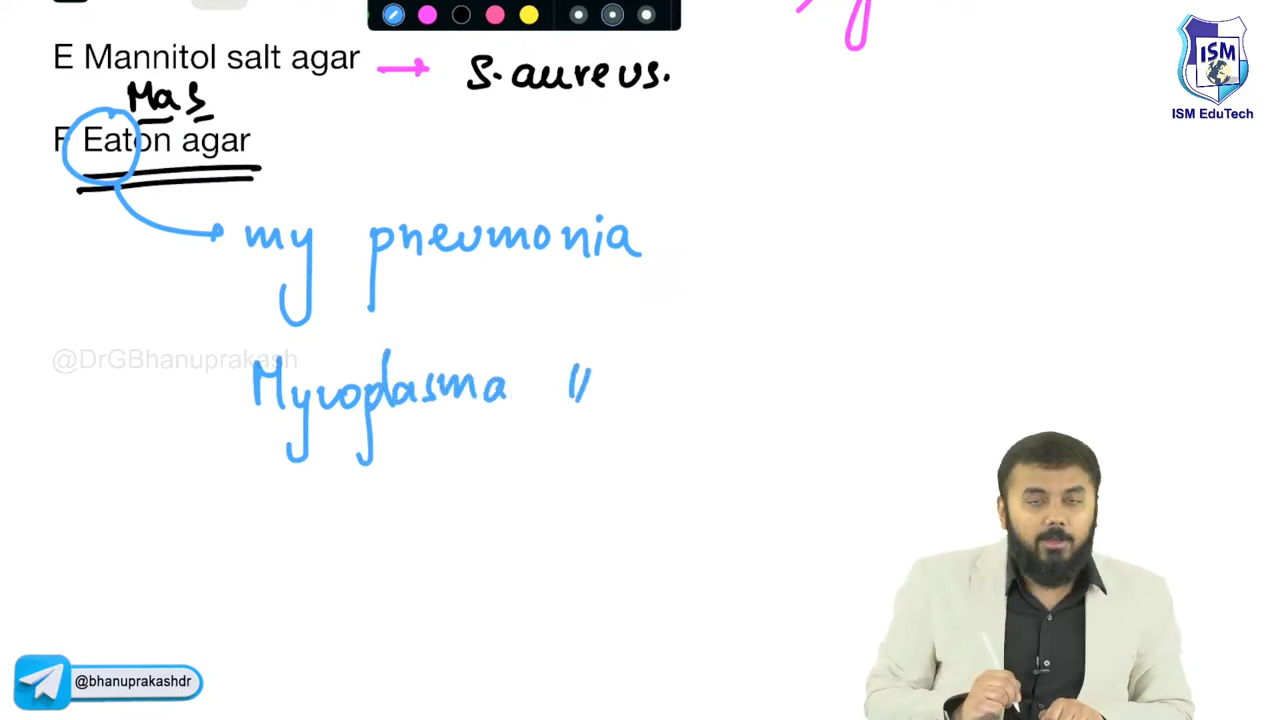 E Mannitol salt agar → S. aureus.
MaS
F Eaton agar
my pneumonia
@DrGBhanuprakash
Mycoplasma "
ISM
ISM EduTech
@bhanuprakashdr